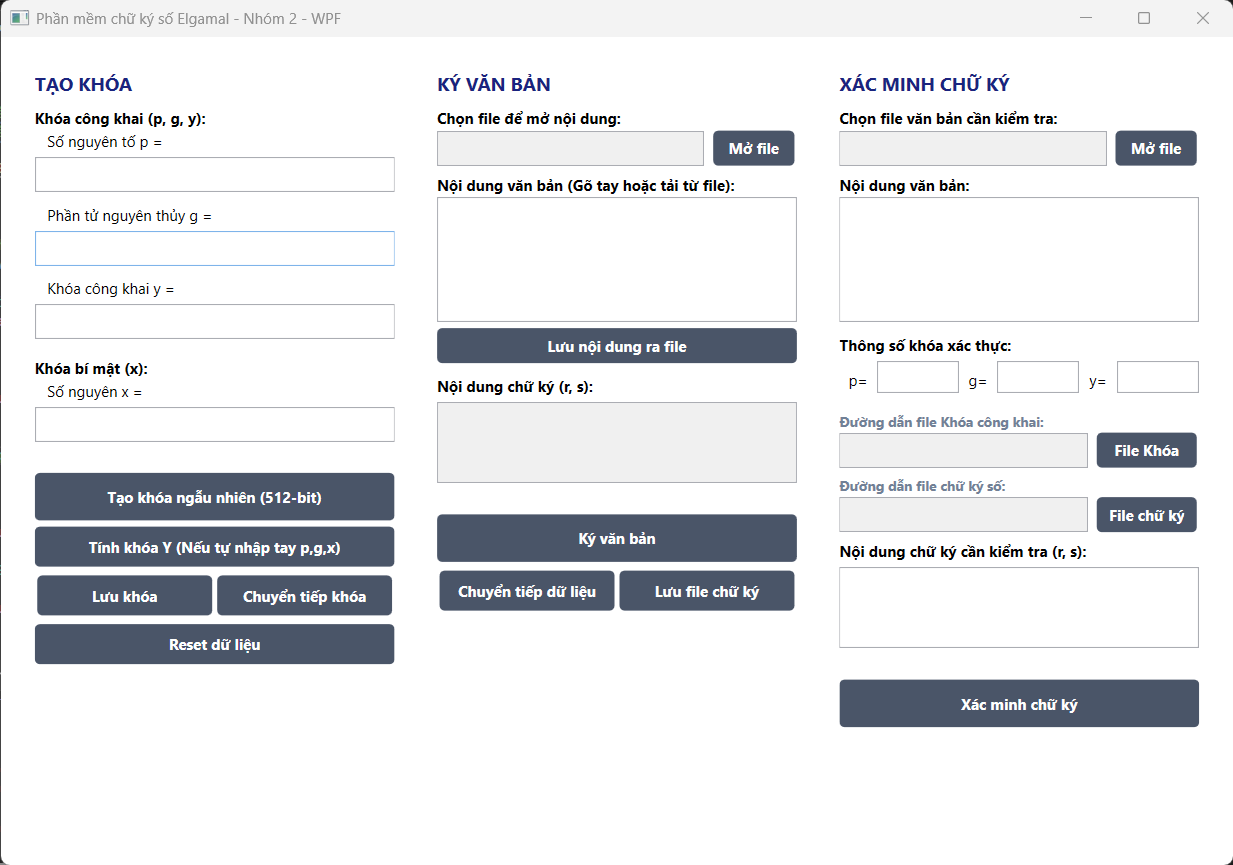 Phần mềm chữ ký số Elgamal - Nhóm 2 - WPF
TẠO KHÓA
Khóa công khai (p, g, y):
Số nguyên tố p =
Phần tử nguyên thủy g =
Khóa công khai y =
Khóa bí mật (x):
Số nguyên x =
Tạo khóa ngẫu nhiên (512-bit)
Tính khóa Y (Nếu tự nhập tay p,g,x)
Lưu khóa
Chuyển tiếp khóa
Reset dữ liệu
KÝ VĂN BẢN
Chọn file để mở nội dung:
Mở file
Nội dung văn bản (Gõ tay hoặc tải từ file):
Lưu nội dung ra file
Nội dung chữ ký (r, s):
Ký văn bản
Chuyển tiếp dữ liệu
Lưu file chữ ký
XÁC MINH CHỮ KÝ
Chọn file văn bản cần kiểm tra:
Mở file
Nội dung văn bản:
Thông số khóa xác thực:
p=
g=
y=
Đường dẫn file Khóa công khai:
File Khóa
Đường dẫn file chữ ký số:
File chữ ký
Nội dung chữ ký cần kiểm tra (r, s):
Xác minh chữ ký